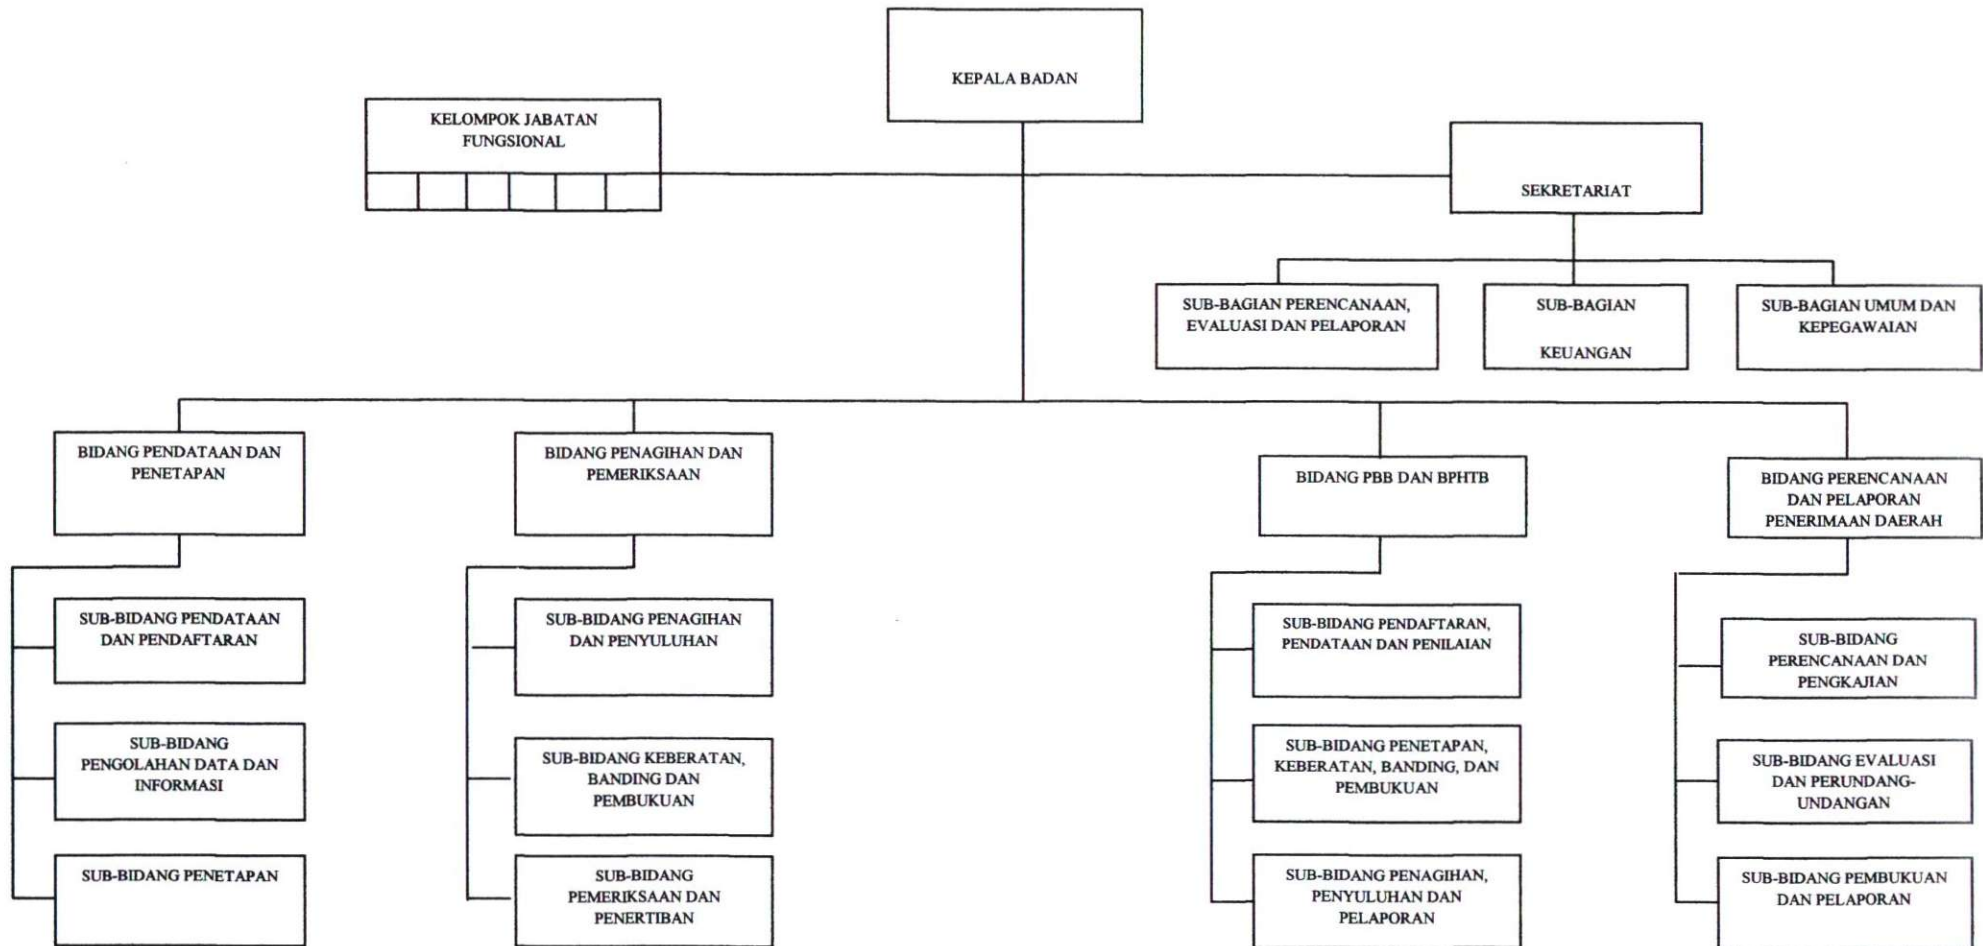 KEPALA BADAN
KELOMPOK JABATAN
FUNGSIONAL
SEKRETARIAT
SUB-BAGIAN PERENCANAAN,
EVALUASI DAN PELAPORAN
SUB-BAGIAN
KEUANGAN
SUB-BAGIAN UMUM DAN
KEPEGAWAIAN
BIDANG PENDATAAN DAN
PENETAPAN
BIDANG PENAGIHAN DAN
PEMERIKSAAN
BIDANG PBB DAN BPHTB
BIDANG PERENCANAAN
DAN PELAPORAN
PENERIMAAN DAERAH
SUB-BIDANG PENDATAAN
DAN PENDAFTARAN
SUB-BIDANG
PENGOLAHAN DATA DAN
INFORMASI
SUB-BIDANG PENETAPAN
SUB-BIDANG PENAGIHAN
DAN PENYULUHAN
SUB-BIDANG KEBERATAN,
BANDING DAN
PEMBUKUAN
SUB-BIDANG
PEMERIKSAAN DAN
PENERTIBAN
SUB-BIDANG PENDAFTARAN,
PENDATAAN DAN PENILAIAN
SUB-BIDANG PENETAPAN,
KEBERATAN, BANDING, DAN
PEMBUKUAN
SUB-BIDANG PENAGIHAN,
PENYULUHAN DAN
PELAPORAN
SUB-BIDANG
PERENCANAAN DAN
PENGKAJIAN
SUB-BIDANG EVALUASI
DAN PERUNDANG-
UNDANGAN
SUB-BIDANG PEMBUKUAN
DAN PELAPORAN